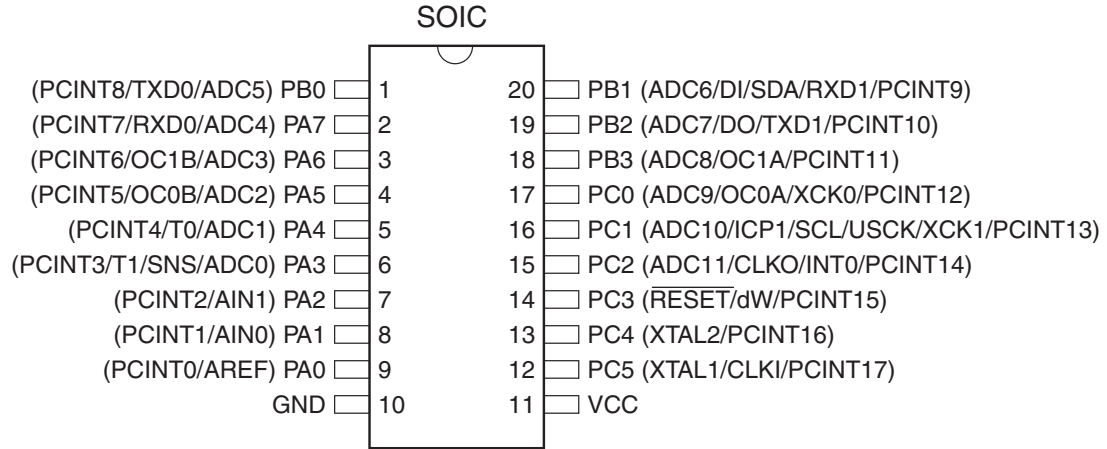 SOIC
(PCINT8/TXD0/ADC5) PB0 1 20 PB1 (ADC6/DI/SDA/RXD1/PCINT9)
(PCINT7/RXD0/ADC4) PA7 2 19 PB2 (ADC7/DO/TXD1/PCINT10)
(PCINT6/OC1B/ADC3) PA6 3 18 PB3 (ADC8/OC1A/PCINT11)
(PCINT5/OC0B/ADC2) PA5 4 17 PC0 (ADC9/OC0A/XCK0/PCINT12)
(PCINT4/T0/ADC1) PA4 5 16 PC1 (ADC10/ICP1/SCL/USCK/XCK1/PCINT13)
(PCINT3/T1/SNS/ADC0) PA3 6 15 PC2 (ADC11/CLKO/INT0/PCINT14)
(PCINT2/AIN1) PA2 7 14 PC3 (RESET/dW/PCINT15)
(PCINT1/AIN0) PA1 8 13 PC4 (XTAL2/PCINT16)
(PCINT0/AREF) PA0 9 12 PC5 (XTAL1/CLKI/PCINT17)
GND 10 11 VCC